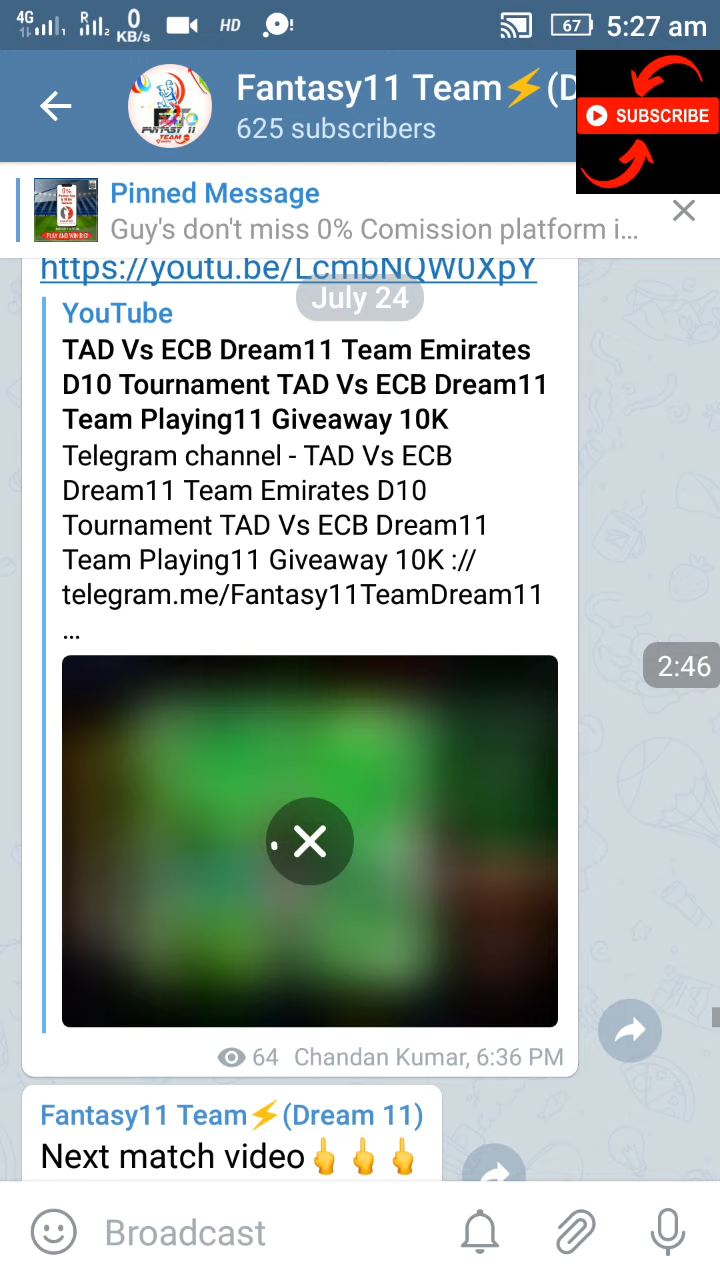 4G
R
0
KB/s
HD
67
5:27 am
Fantasy11 Team⚡(D
625 subscribers
SUBSCRIBE
Pinned Message
Guy's don't miss 0% Comission platform i...
https://youtu.be/LcmbNQW0XpY
July 24
YouTube
TAD Vs ECB Dream11 Team Emirates
D10 Tournament TAD Vs ECB Dream11
Team Playing11 Giveaway 10K
Telegram channel - TAD Vs ECB
Dream11 Team Emirates D10
Tournament TAD Vs ECB Dream11
Team Playing11 Giveaway 10K ://
telegram.me/Fantasy11TeamDream11
...
2:46
64 Chandan Kumar, 6:36 PM
Fantasy11 Team⚡(Dream 11)
Next match video🖕🖕🖕
Broadcast